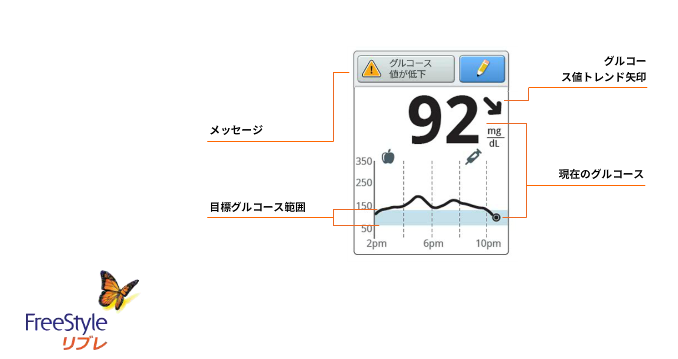 グルコース
値が低下
グルコー
ス値トレンド矢印
92
mg
dL
メッセージ
350
250
150
50
現在のグルコース
目標グルコース範囲
2pm
6pm
10pm
FreeStyle
リブレ